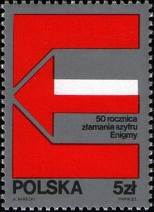 50 rocznica
złamania szyfru
Enigmy
POLSKA 5zł